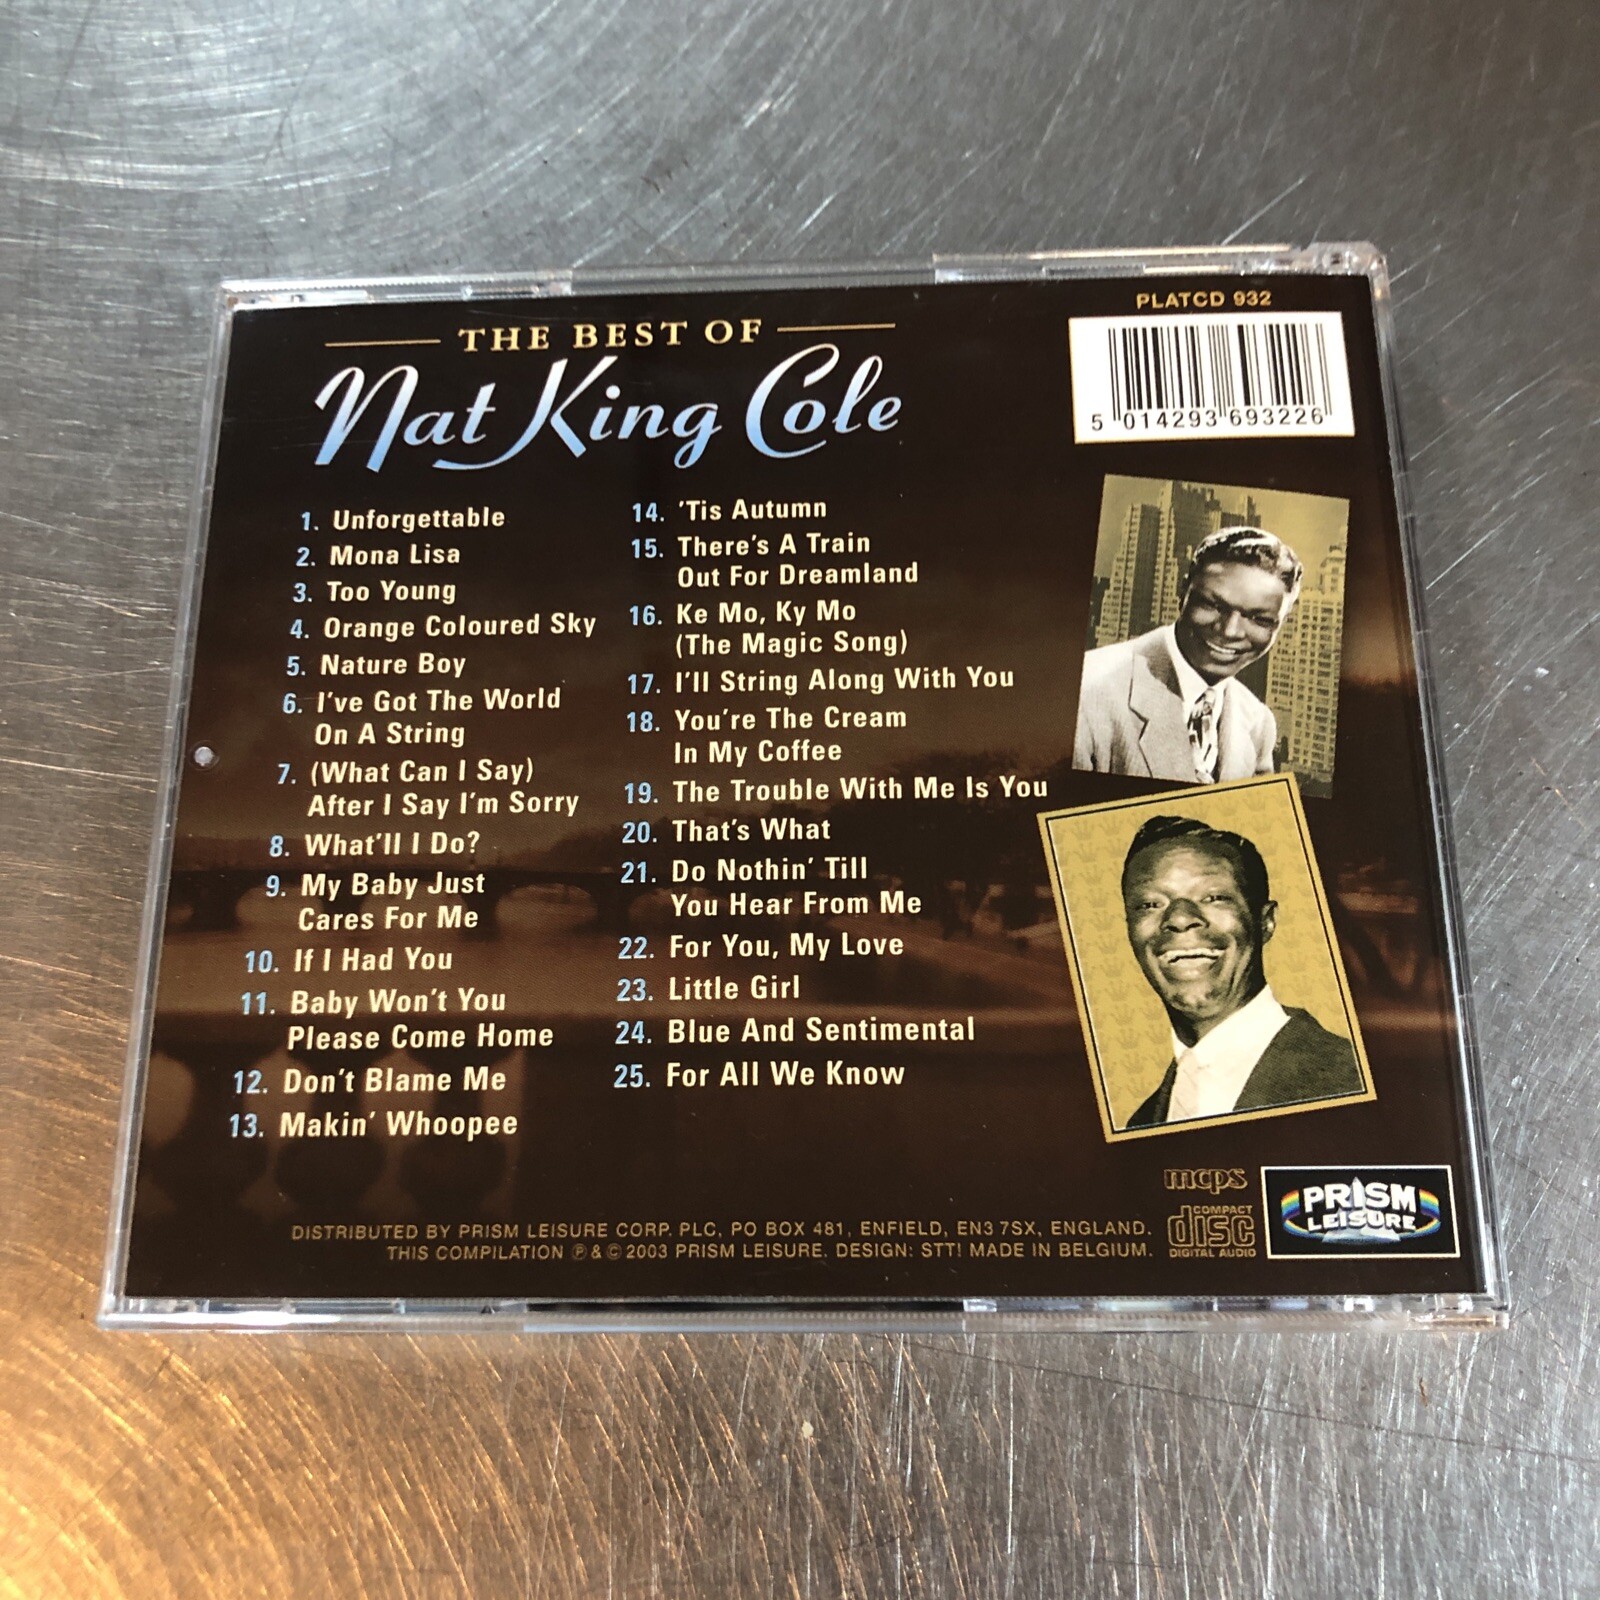 PLATCD 932
THE BEST OF
Nat King Cole
5 014293 693226
1. Unforgettable
2. Mona Lisa
3. Too Young
4. Orange Coloured Sky
5. Nature Boy
6. I've Got The World
On A String
7. (What Can I Say)
After I Say I'm Sorry
8. What'll I Do?
9. My Baby Just
Cares For Me
10. If I Had You
11. Baby Won't You
Please Come Home
12. Don't Blame Me
13. Makin' Whoopee
14. 'Tis Autumn
15. There's A Train
Out For Dreamland
16. Ke Mo, Ky Mo
(The Magic Song)
17. I'll String Along With You
18. You're The Cream
In My Coffee
19. The Trouble With Me Is You
20. That's What
21. Do Nothin' Till
You Hear From Me
22. For You, My Love
23. Little Girl
24. Blue And Sentimental
25. For All We Know
DISTRIBUTED BY PRISM LEISURE CORP. PLC, PO BOX 481, ENFIELD, EN3 7SX, ENGLAND.
THIS COMPILATION ℗ & © 2003 PRISM LEISURE. DESIGN: STT! MADE IN BELGIUM.
mcps
COMPACT
disc
DIGITAL AUDIO
PRISM
LEISURE